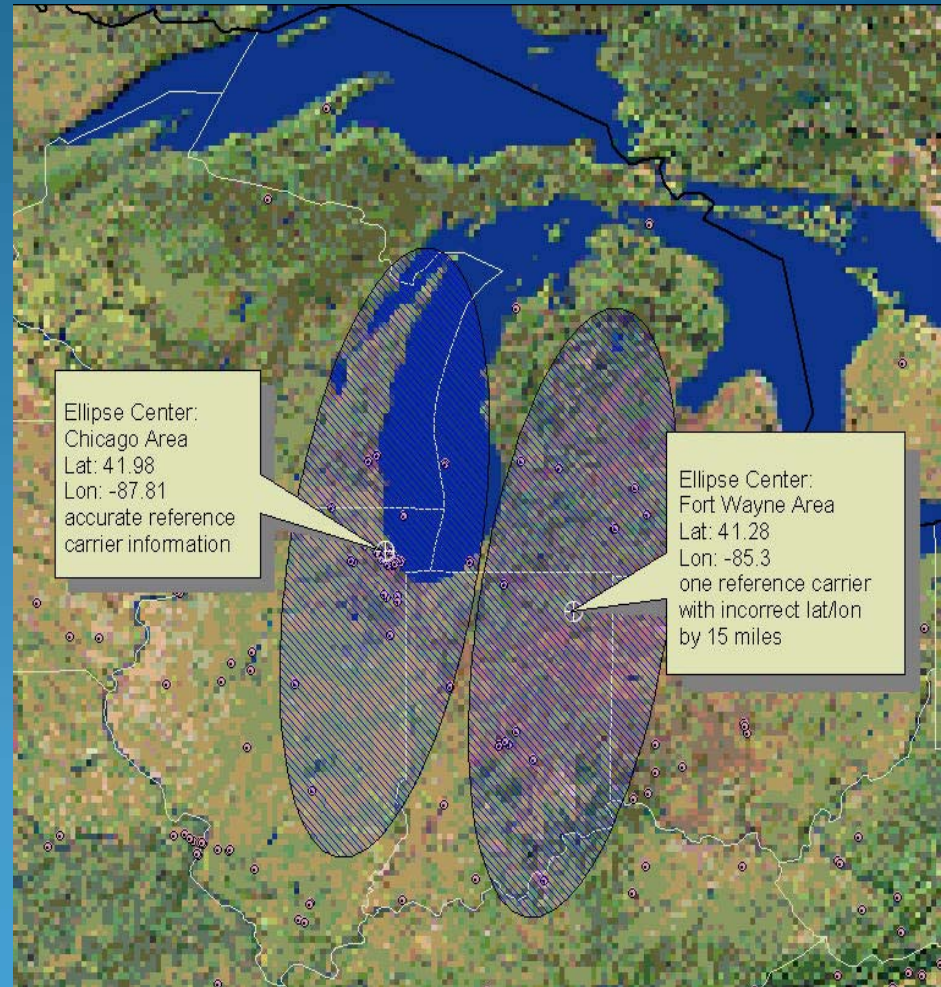 Ellipse Center:
Chicago Area
Lat: 41.98
Lon: -87.81
accurate reference
carrier information
Ellipse Center:
Fort Wayne Area
Lat: 41.28
Lon: -85.3
one reference carrier
with incorrect lat/lon
by 15 miles